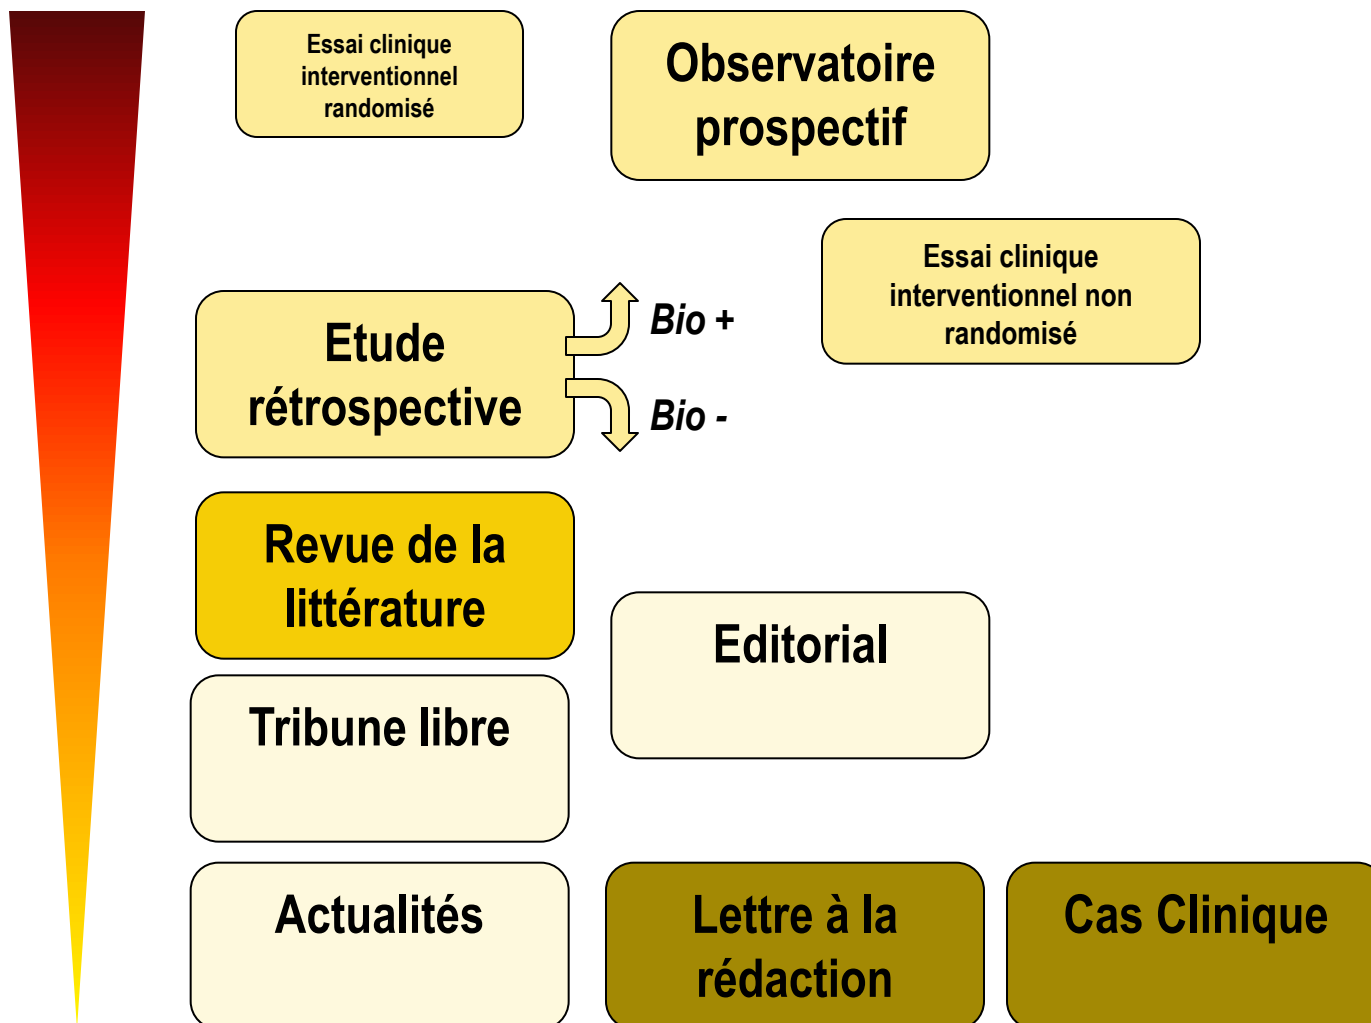 Essai clinique
interventionnel
randomisé
Observatoire
prospectif
Essai clinique
interventionnel non
randomisé
Etude
rétrospective
Bio +
Bio -
Revue de la
littérature
Editorial
Tribune libre
Actualités
Lettre à la
rédaction
Cas Clinique